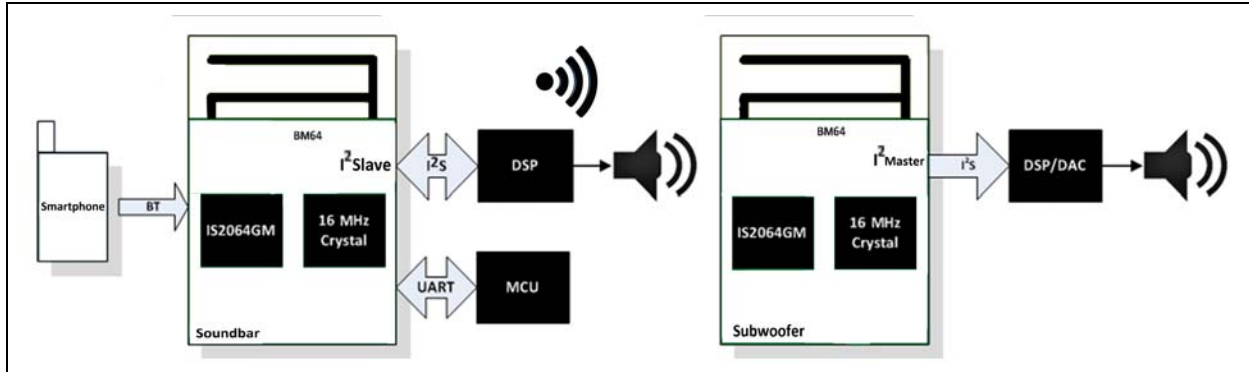 Smartphone
BT
BM64
I²Slave
IS2064GM
16 MHz
Crystal
Soundbar
I²S
DSP
UART
MCU
BM64
I²Master
IS2064GM
16 MHz
Crystal
Subwoofer
I²S
DSP/DAC